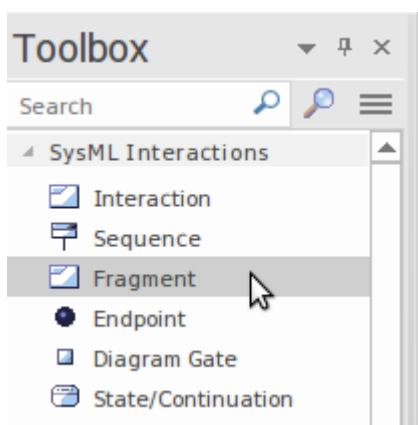 Toolbox
Search
SysML Interactions
Interaction
Sequence
Fragment
Endpoint
Diagram Gate
State/Continuation